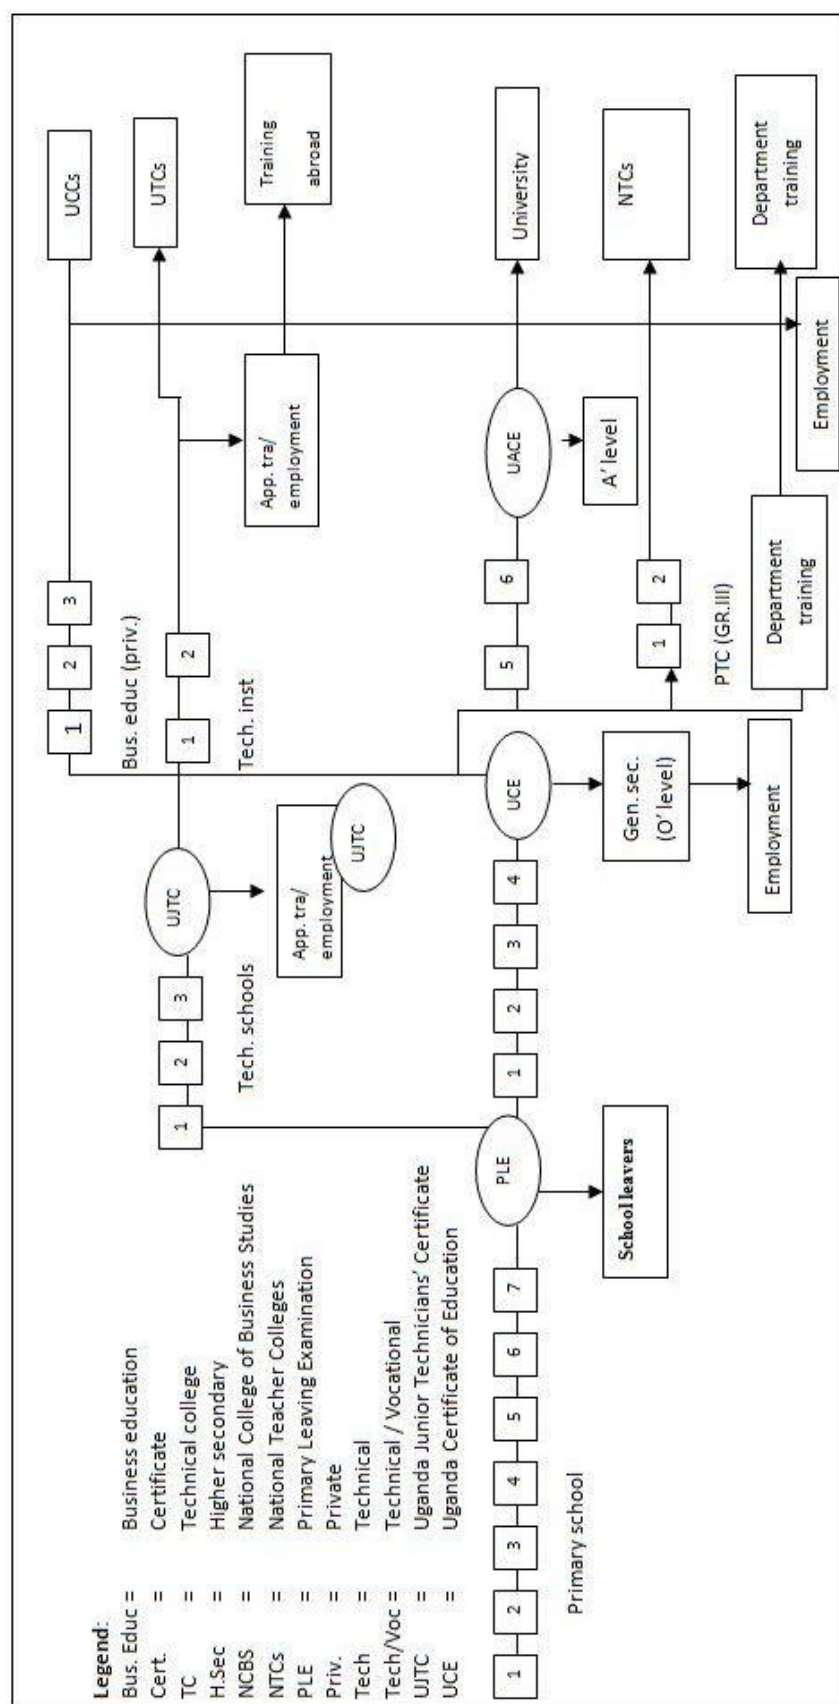 Legend:
Bus. Educ = Business education
Cert. = Certificate
TC = Technical college
H.Sec = Higher secondary
NCBS = National College of Business Studies
NTCs = National Teacher Colleges
PLE = Primary Leaving Examination
Priv. = Private
Tech = Technical
Tech/Voc = Technical / Vocational
UJTC = Uganda Junior Technicians' Certificate
UCE = Uganda Certificate of Education
1 2 3
Bus. educ (priv.)
UCCs
1 2 3
Tech. schools
UJTC
1 2
Tech. inst
UTCs
App. tra/
employment
UJTC
App. tra/
employment
Training
abroad
1 2 3 4 5 6 7
Primary school
PLE
School leavers
1 2 3 4
UCE
Gen. sec.
(O' level)
Employment
5 6
UACE
A' level
University
1 2
PTC (GR.III)
NTCs
Department
training
Department
training
Employment